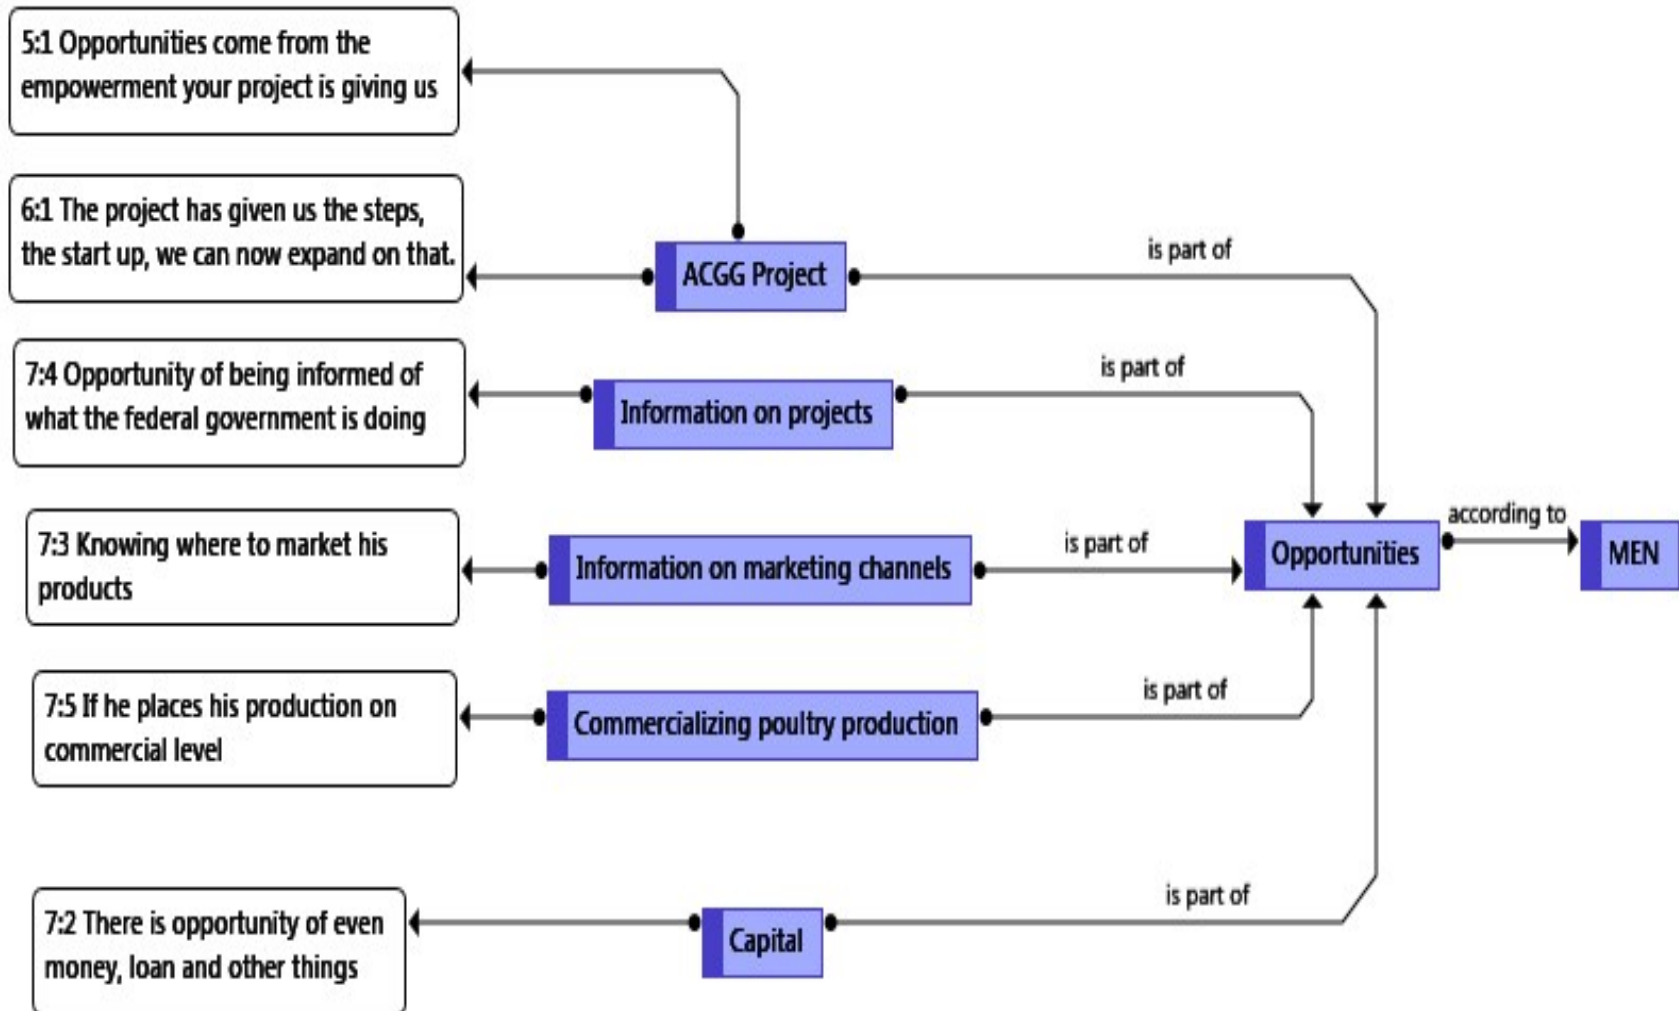 5:1 Opportunities come from the
empowerment your project is giving us
6:1 The project has given us the steps,
the start up, we can now expand on that.
ACGG Project
is part of
7:4 Opportunity of being informed of
what the federal government is doing
Information on projects
is part of
7:3 Knowing where to market his
products
Information on marketing channels
is part of
Opportunities
according to
MEN
7:5 If he places his production on
commercial level
Commercializing poultry production
is part of
7:2 There is opportunity of even
money, loan and other things
Capital
is part of